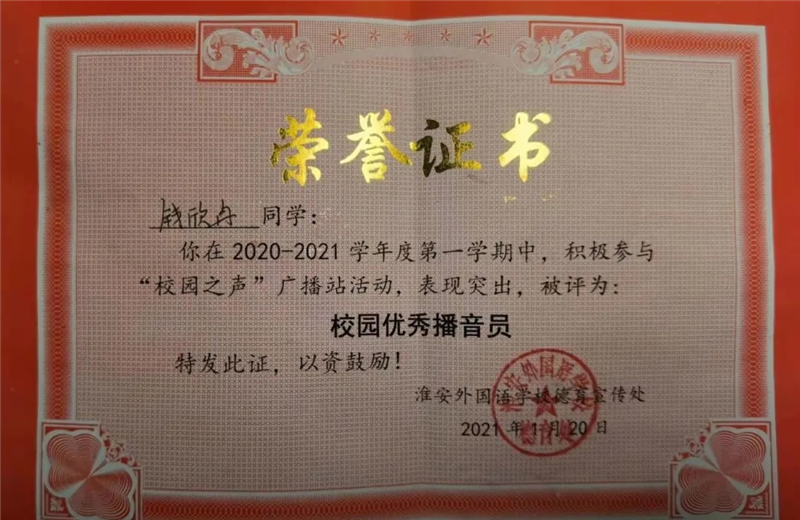 荣誉证书
钱欣冉 同学：
你在 2020-2021 学年度第一学期中，积极参与
“校园之声”广播站活动，表现突出，被评为：
校园优秀播音员
特发此证，以资鼓励！
淮安外国语学校德育宣传处
2021 年 1 月 20 日